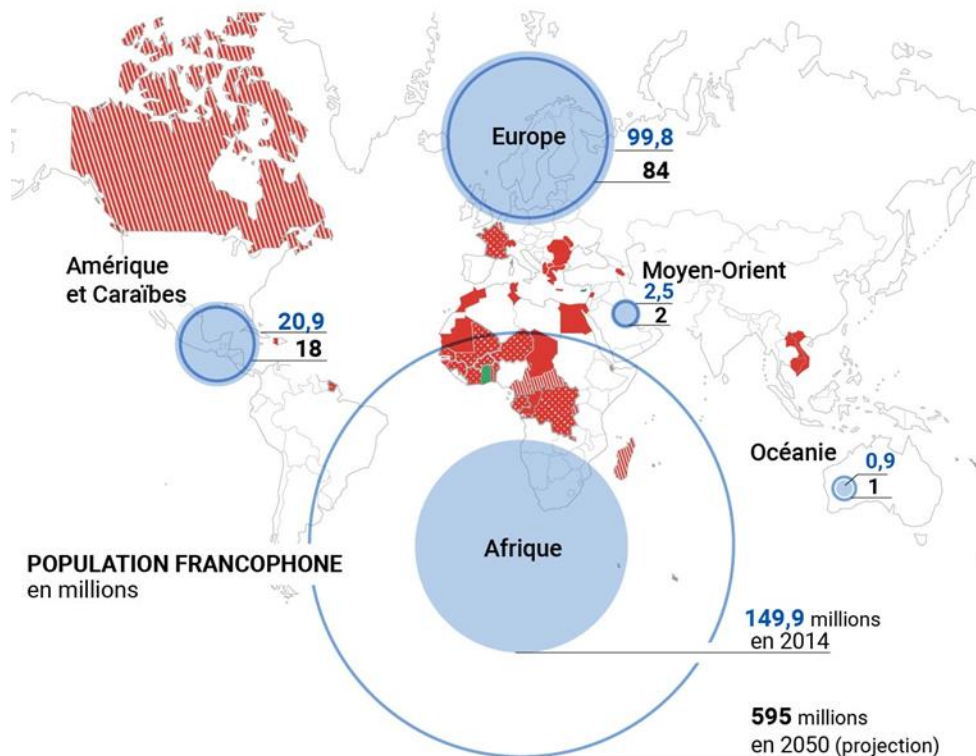 Europe
99,8
84
Amérique
et Caraïbes
20,9
18
Moyen-Orient
2,5
2
Océanie
0,9
1
Afrique
POPULATION FRANCOPHONE
en millions
149,9 millions
en 2014
595 millions
en 2050 (projection)